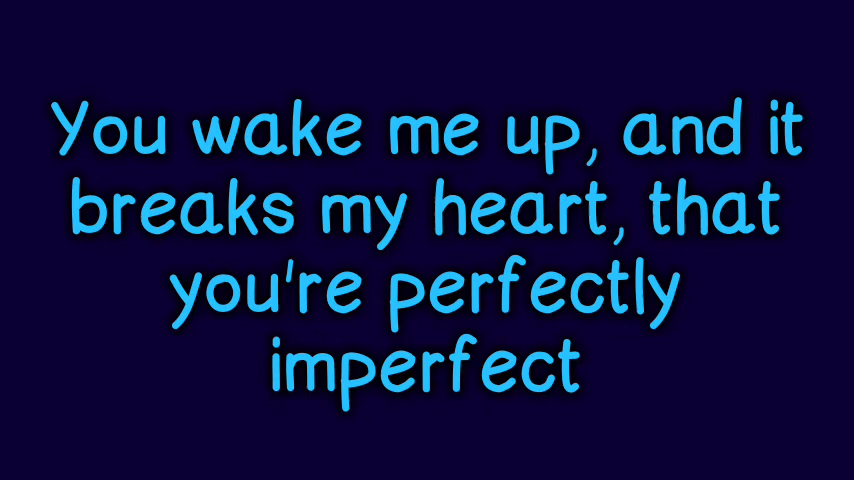 You wake me up, and it
breaks my heart, that
you're perfectly
imperfect